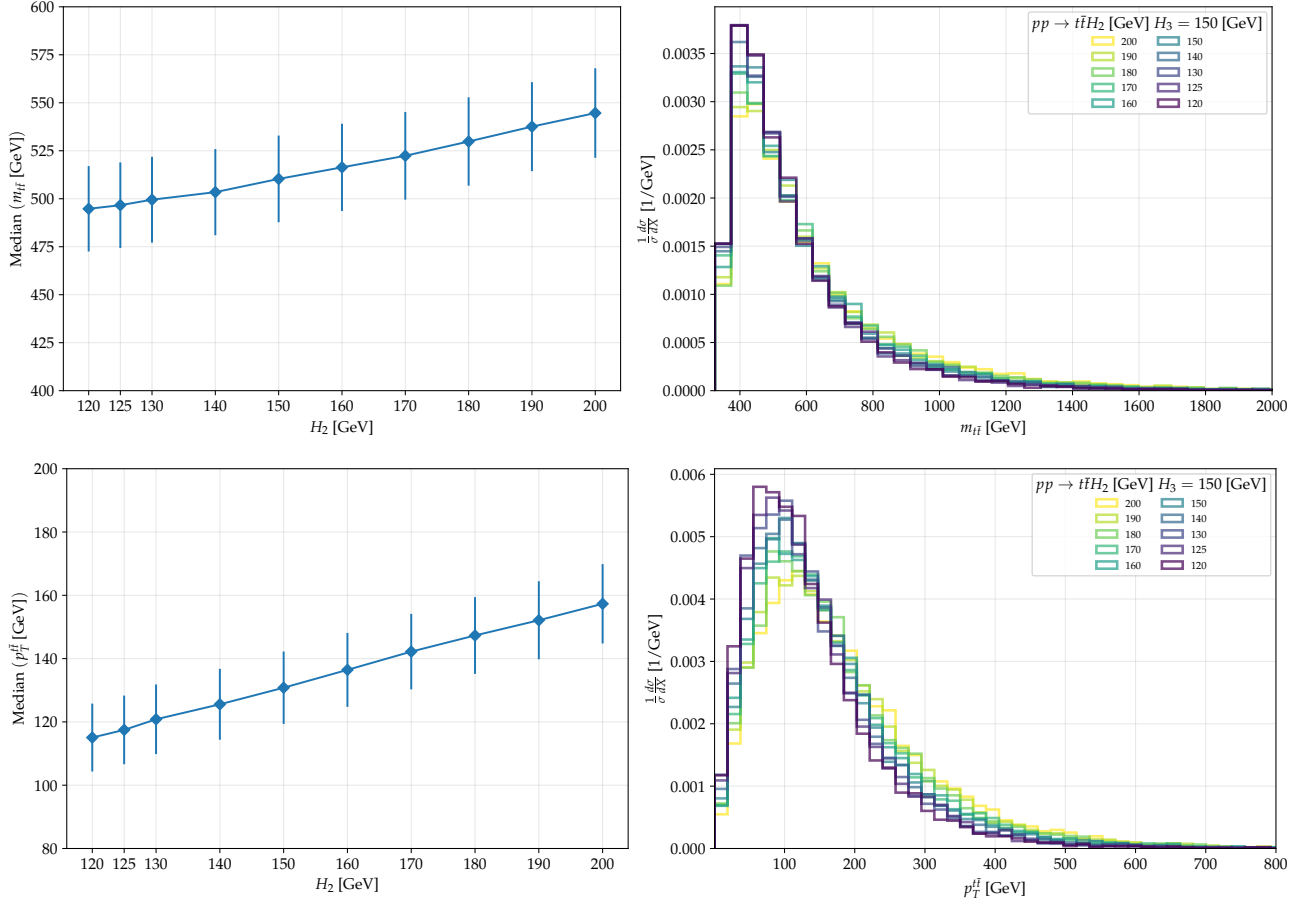 600
575
550
525
500
475
450
425
400
Median (m_{tt̄} [GeV])
120 125 130 140 150 160 170 180 190 200
H₂ [GeV]
0.0035
0.0030
0.0025
0.0020
0.0015
0.0010
0.0005
0.0000
1/σ dσ/dX [1/GeV]
pp → tt̄H₂ [GeV] H₃ = 150 [GeV]
200 150
190 140
180 130
170 125
160 120
400 600 800 1000 1200 1400 1600 1800 2000
m_{tt̄} [GeV]
200
180
160
140
120
100
80
Median (p_T^{tt̄} [GeV])
120 125 130 140 150 160 170 180 190 200
H₂ [GeV]
0.006
0.005
0.004
0.003
0.002
0.001
0.000
1/σ dσ/dX [1/GeV]
pp → tt̄H₂ [GeV] H₃ = 150 [GeV]
200 150
190 140
180 130
170 125
160 120
100 200 300 400 500 600 700 800
p_T^{tt̄} [GeV]